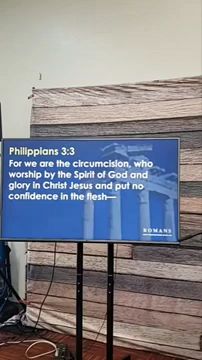 Philippians 3:3
For we are the circumcision, who
worship by the Spirit of God and
glory in Christ Jesus and put no
confidence in the flesh—
ROMANS